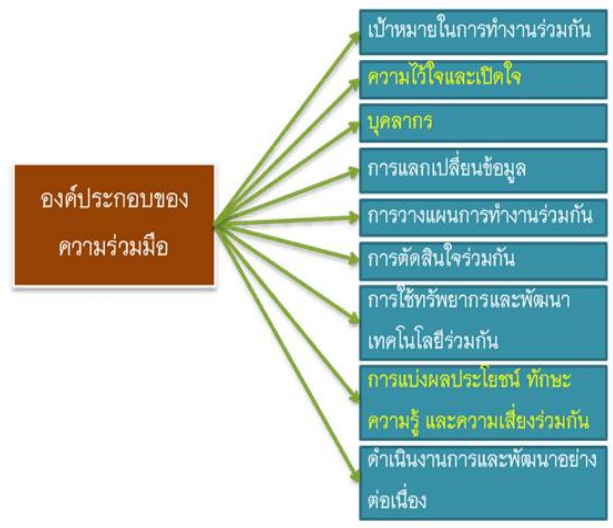 องค์ประกอบของ
ความร่วมมือ
เป้าหมายในการทำงานร่วมกัน
ความไว้ใจและเปิดใจ
บุคลากร
การแลกเปลี่ยนข้อมูล
การวางแผนการทำงานร่วมกัน
การตัดสินใจร่วมกัน
การใช้ทรัพยากรและพัฒนา
เทคโนโลยีร่วมกัน
การแบ่งผลประโยชน์ ทักษะ
ความรู้ และความเสี่ยงร่วมกัน
ดำเนินงานการและพัฒนาอย่าง
ต่อเนื่อง